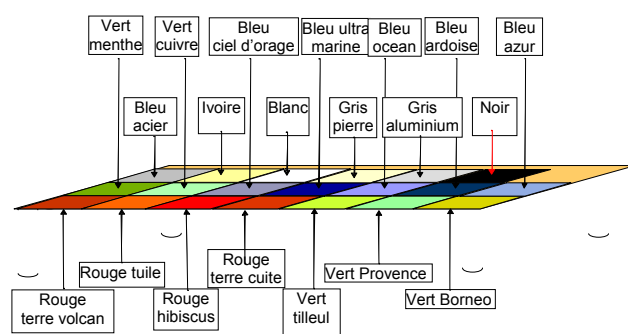 Vert
menthe
Vert
cuivre
Bleu
ciel d'orage
Bleu ultra
marine
Bleu
ocean
Bleu
ardoise
Bleu
azur
Bleu
acier
Ivoire
Blanc
Gris
pierre
Gris
aluminium
Noir
Rouge
terre volcan
Rouge tuile
Rouge
hibiscus
Rouge
terre cuite
Vert
tilleul
Vert Provence
Vert Borneo